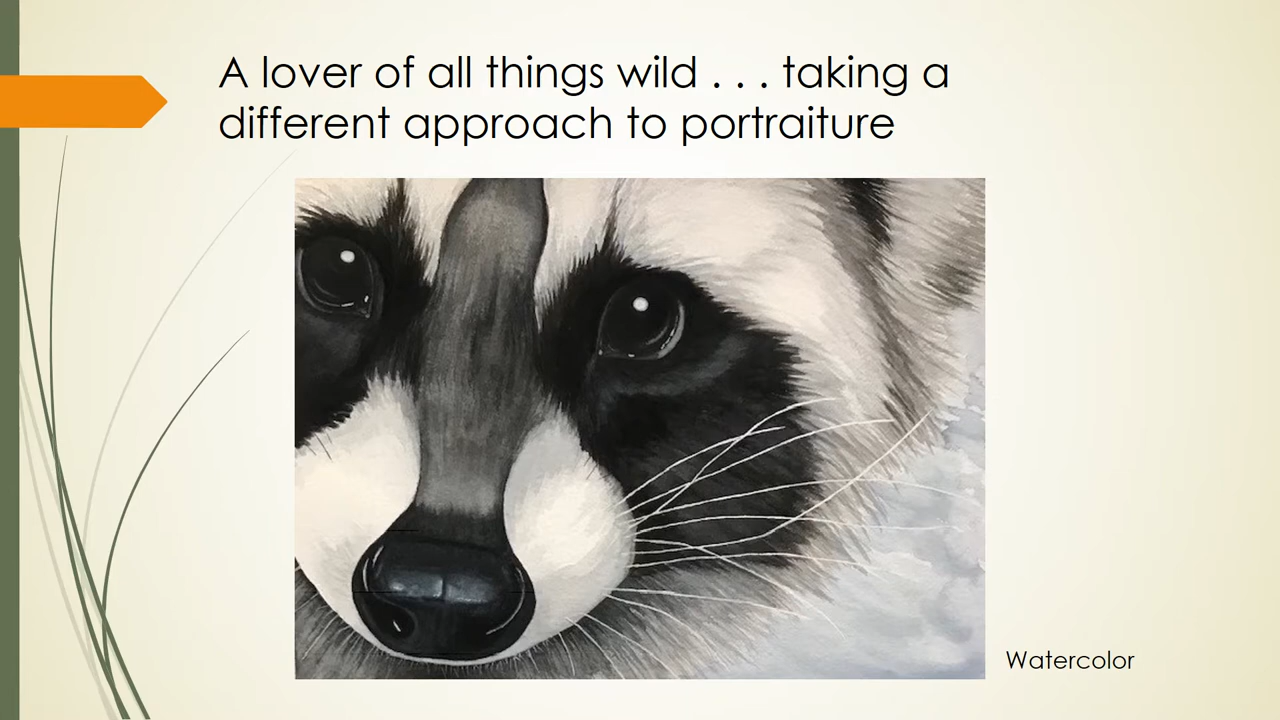 A lover of all things wild . . . taking a
different approach to portraiture
Watercolor